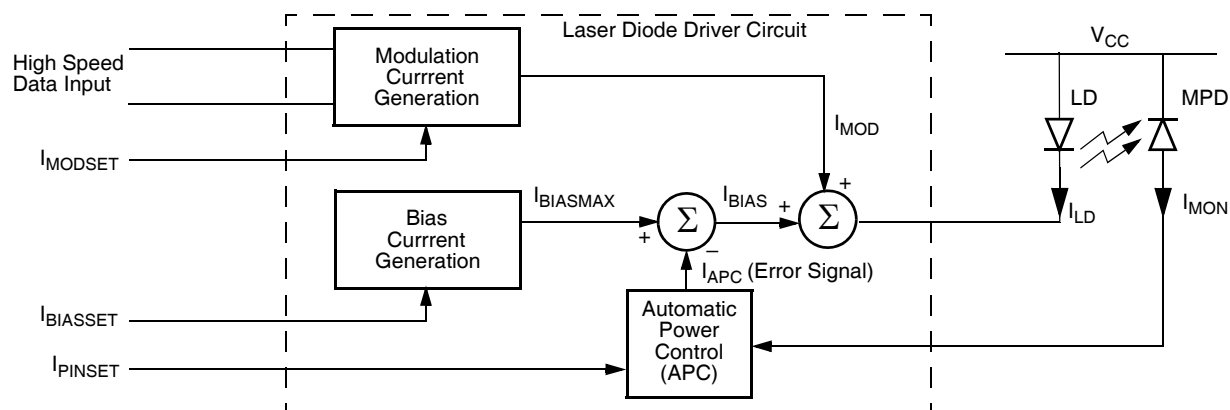 Laser Diode Driver Circuit
High Speed
Data Input
Modulation
Currrent
Generation
VCC
LD
MPD
IMOD
IMODSET
+
Bias
Currrent
Generation
IBIASMAX
+
Σ
–
IBIAS
+
Σ
ILD
IMON
IAPC (Error Signal)
IBIASSET
Automatic
Power
Control
(APC)
IPINSET